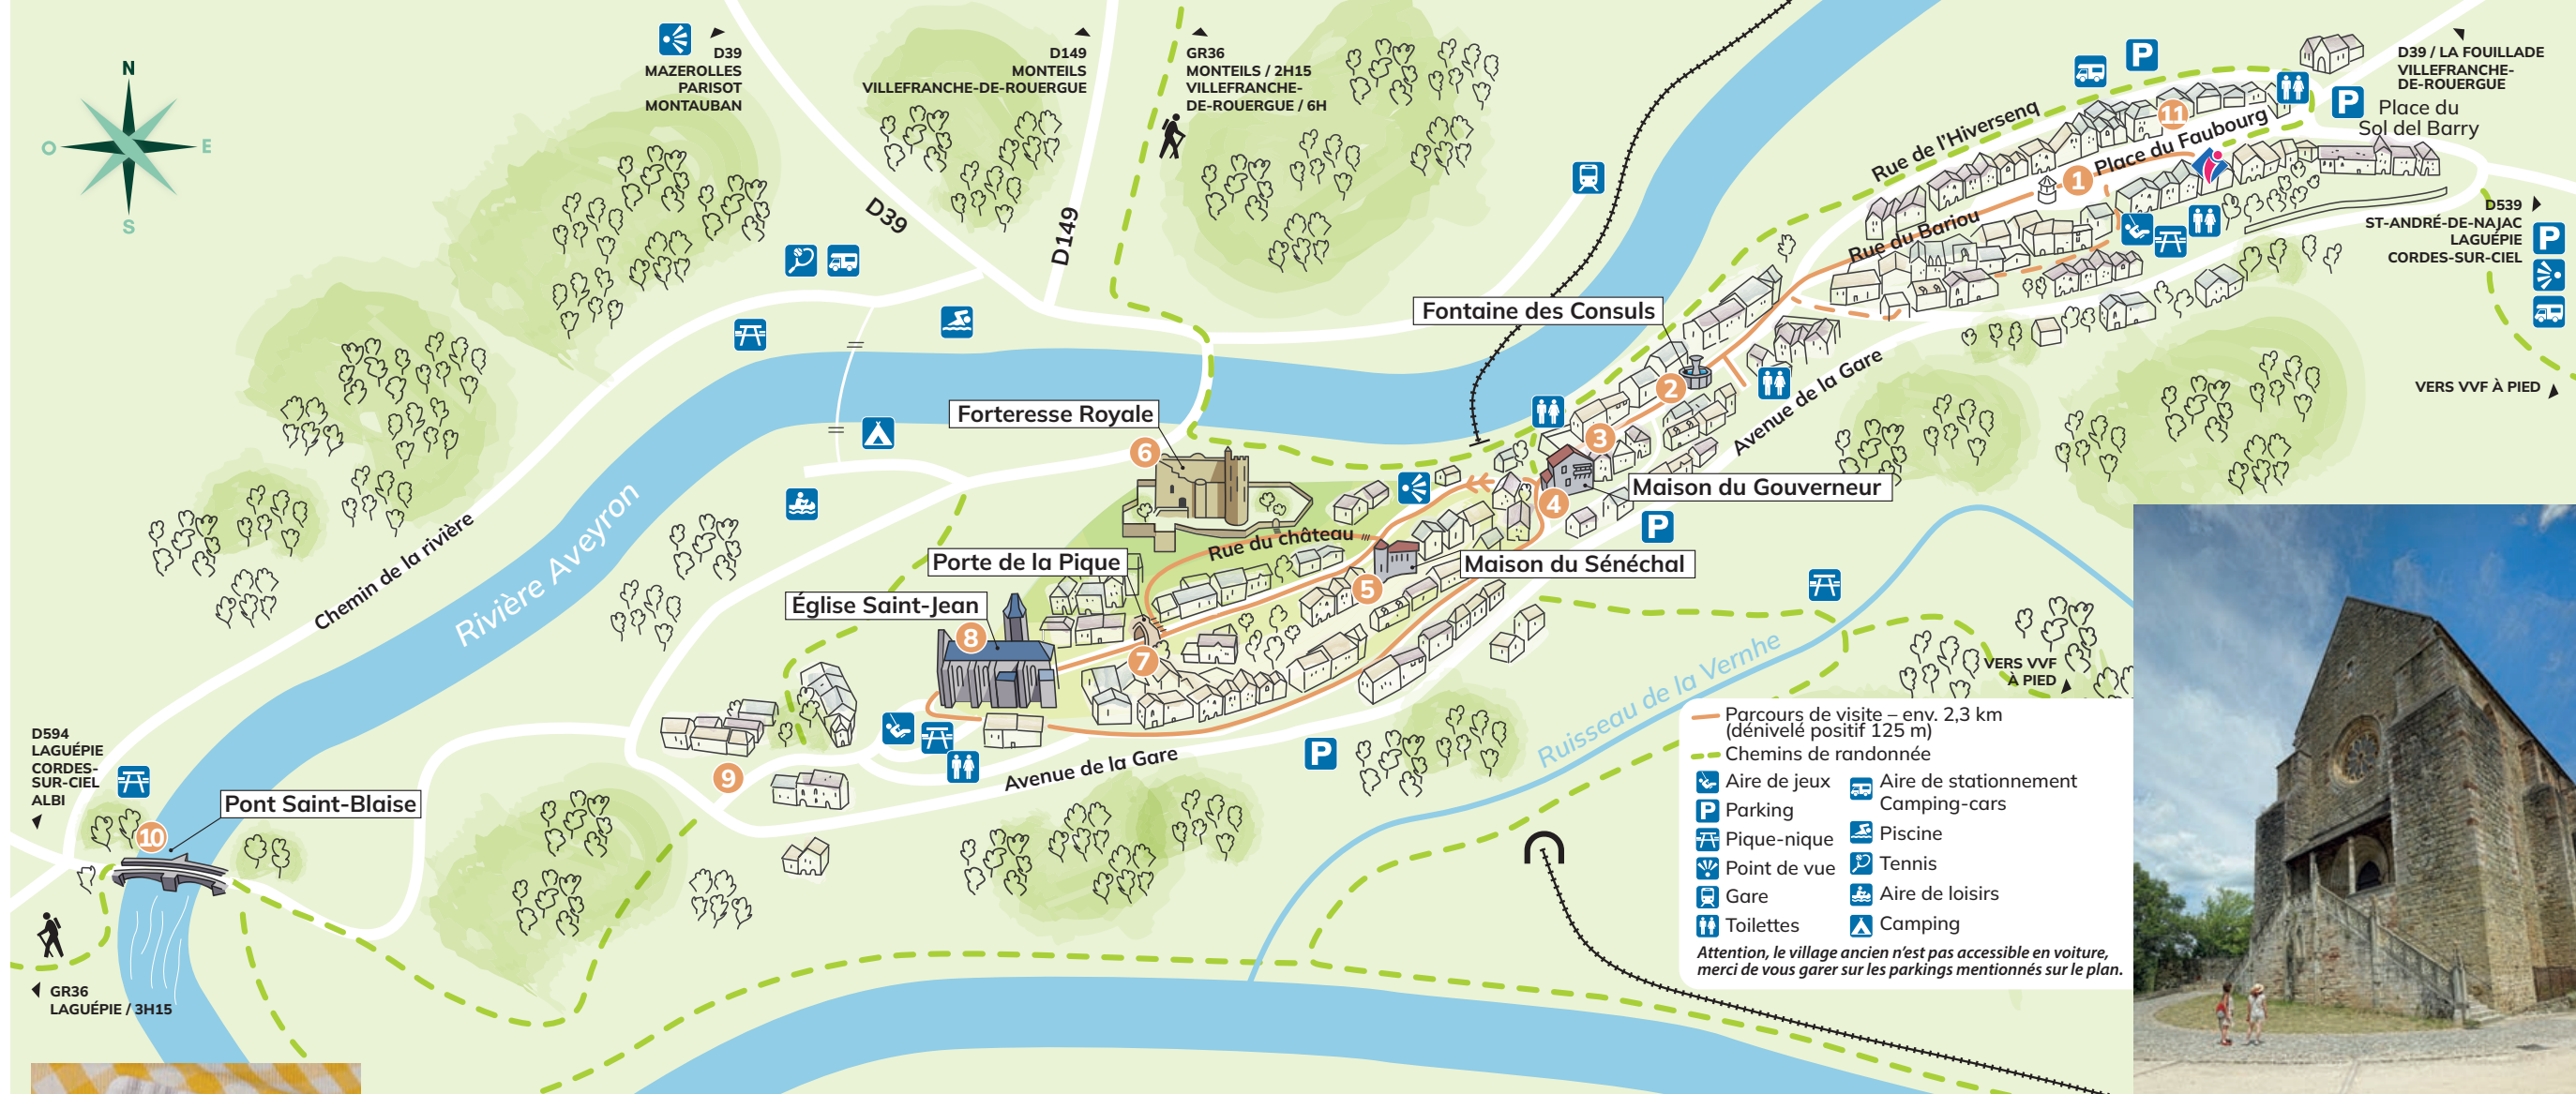 N
O
E
S
D39
MAZEROLLES
PARISOT
MONTAUBAN
D149
MONTEILS
VILLEFRANCHE-DE-ROUERGUE
GR36
MONTEILS / 2H15
VILLEFRANCHE-
DE-ROUERGUE / 6H
D39 / LA FOUILLADE
VILLEFRANCHE-
DE-ROUERGUE
P
P
Place du
Sol del Barry
Rue de l'Hiversenq
11
Place du Faubourg
1
Rue du Bariou
D539
ST-ANDRÉ-DE-NAJAC
LAGUÉPIE
CORDES-SUR-CIEL
P
VERS VVF À PIED
D39
D149
Fontaine des Consuls
2
Avenue de la Gare
3
Forteresse Royale
6
Maison du Gouverneur
4
P
Rue du château
Maison du Sénéchal
5
Porte de la Pique
Église Saint-Jean
8
7
Chemin de la rivière
Rivière Aveyron
Ruisseau de la Vernhe
VERS VVF
À PIED
D594
LAGUÉPIE
CORDES-
SUR-CIEL
ALBI
Pont Saint-Blaise
10
9
Avenue de la Gare
P
GR36
LAGUÉPIE / 3H15
Parcours de visite – env. 2,3 km
(dénivelé positif 125 m)
Chemins de randonnée
Aire de jeux
P Parking
Pique-nique
Point de vue
Gare
Toilettes
Aire de stationnement
Camping-cars
Piscine
Tennis
Aire de loisirs
Camping
Attention, le village ancien n'est pas accessible en voiture,
merci de vous garer sur les parkings mentionnés sur le plan.